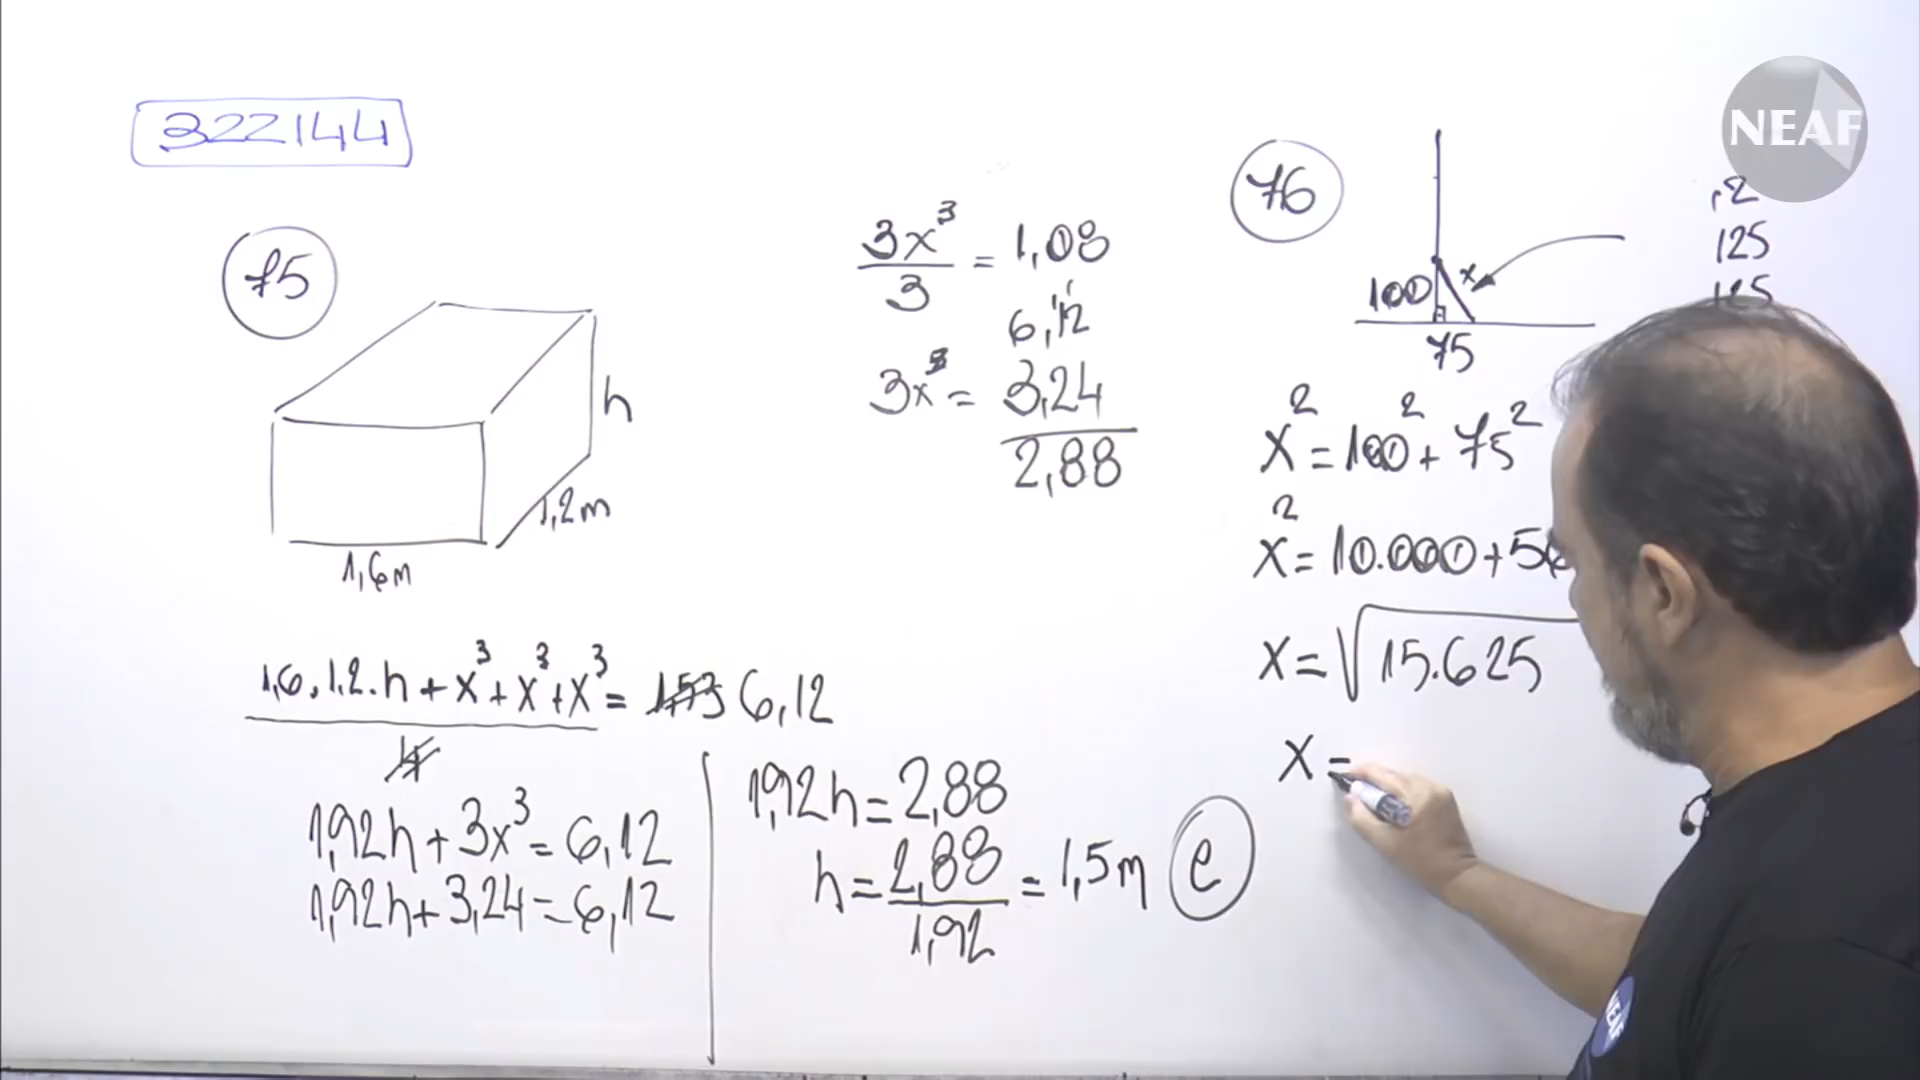 322144
75
h
1,2m
1,6m
1,6.1,2.h + x³ + x³ + x³ = 6,12
1,92h + 3x³ = 6,12
1,92h + 3,24 = 6,12
3x³ = 1,08
3
6,12
3x³ = 3,24
2,88
1,92h = 2,88
h = 2,88 = 1,5m e
1,92
76
100
x
75
x² = 100² + 75²
x² = 10.000 + 56
x = √15.625
x =
,2
125
NEAF
NEAF